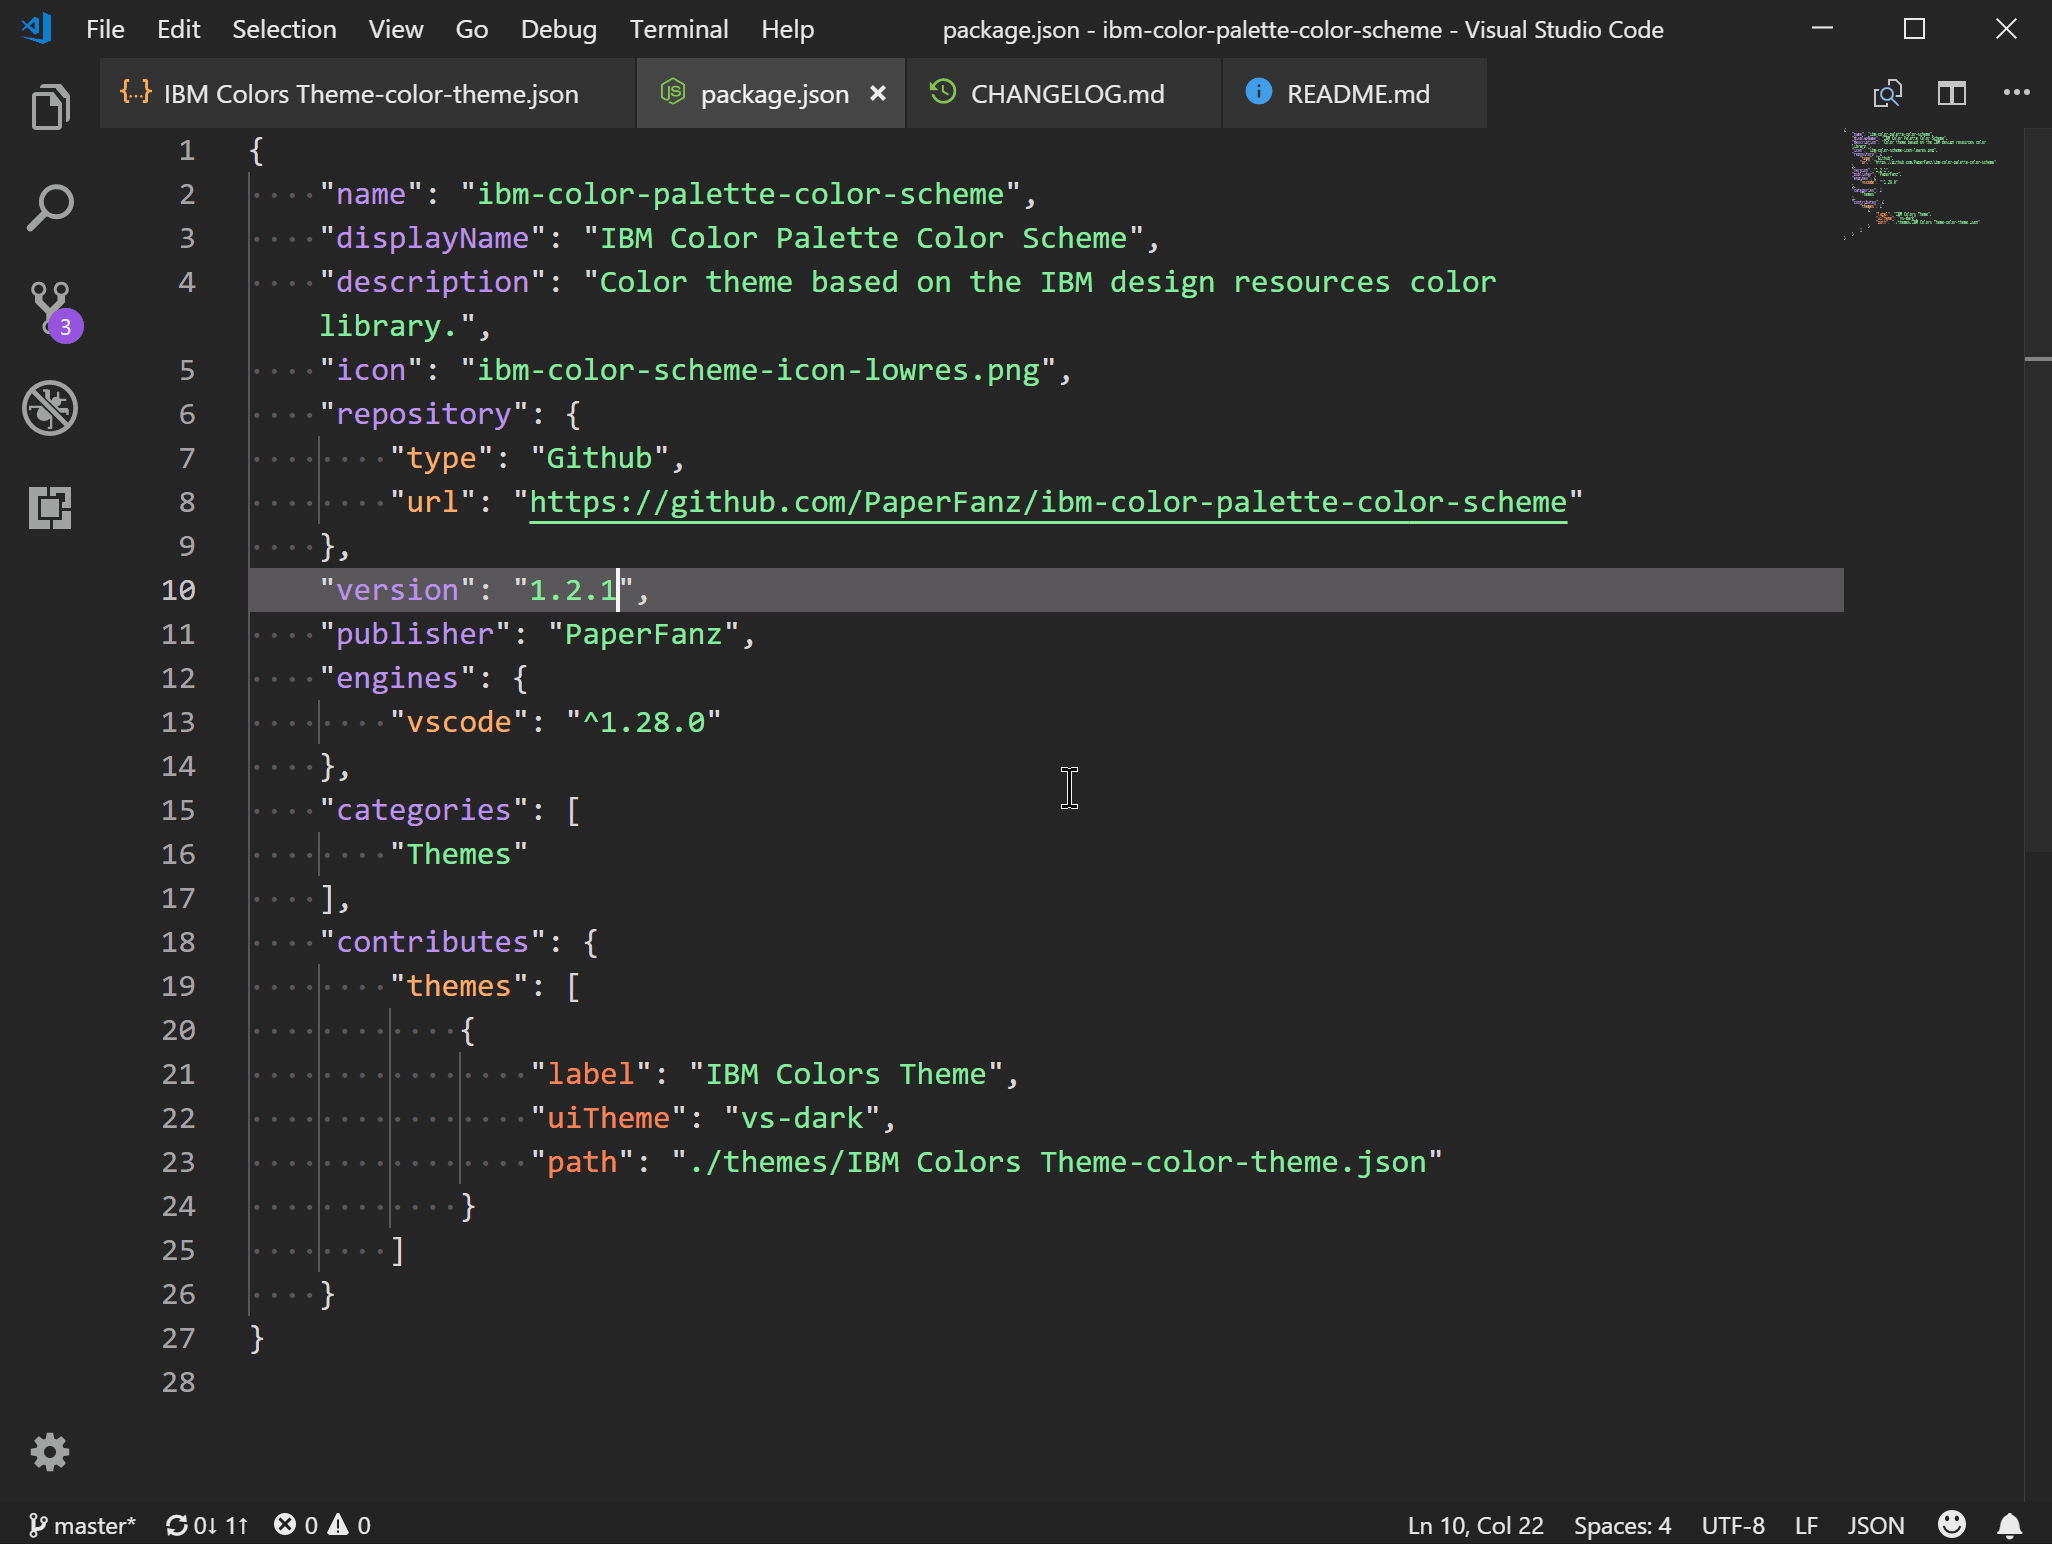 File Edit Selection View Go Debug Terminal Help package.json - ibm-color-palette-color-scheme - Visual Studio Code
{..} IBM Colors Theme-color-theme.json package.json × CHANGELOG.md README.md
1 {
2 "name": "ibm-color-palette-color-scheme",
3 "displayName": "IBM Color Palette Color Scheme",
4 "description": "Color theme based on the IBM design resources color
library.",
5 "icon": "ibm-color-scheme-icon-lowres.png",
6 "repository": {
7 "type": "Github",
8 "url": "https://github.com/PaperFanz/ibm-color-palette-color-scheme"
9 },
10 "version": "1.2.1",
11 "publisher": "PaperFanz",
12 "engines": {
13 "vscode": "^1.28.0"
14 },
15 "categories": [
16 "Themes"
17 ],
18 "contributes": {
19 "themes": [
20 {
21 "label": "IBM Colors Theme",
22 "uiTheme": "vs-dark",
23 "path": "./themes/IBM Colors Theme-color-theme.json"
24 }
25 ]
26 }
27 }
28
3
master* 0↓ 1↑ 0 0 Ln 10, Col 22 Spaces: 4 UTF-8 LF JSON